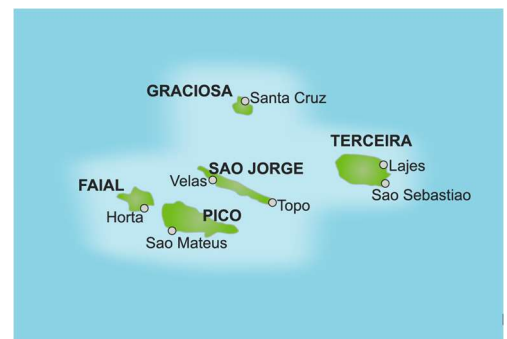 GRACIOSA
Santa Cruz
TERCEIRA
Lajes
Sao Sebastiao
SAO JORGE
Velas
Topo
FAIAL
Horta
PICO
Sao Mateus